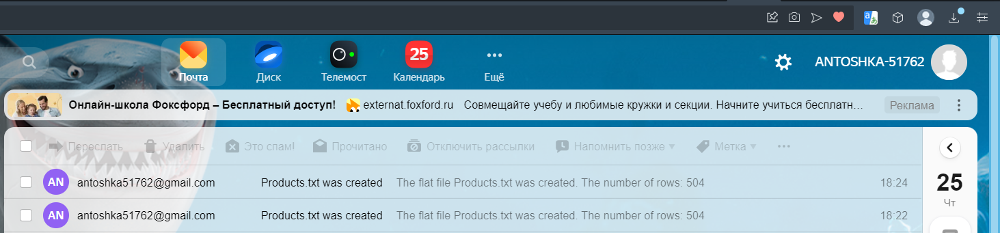 25
Почта Диск Телемост Календарь Ещё ANTOSHKA-51762
Онлайн-школа Фоксфорд – Бесплатный доступ! externat.foxford.ru Совмещайте учебу и любимые кружки и секции. Начните учиться бесплатн... Реклама
Переслать Удалить Это спам! Прочитано Отключить рассылки Напомнить позже Метка
AN antoshka51762@gmail.com Products.txt was created The flat file Products.txt was created. The number of rows: 504 18:24
25
Чт
AN antoshka51762@gmail.com Products.txt was created The flat file Products.txt was created. The number of rows: 504 18:22